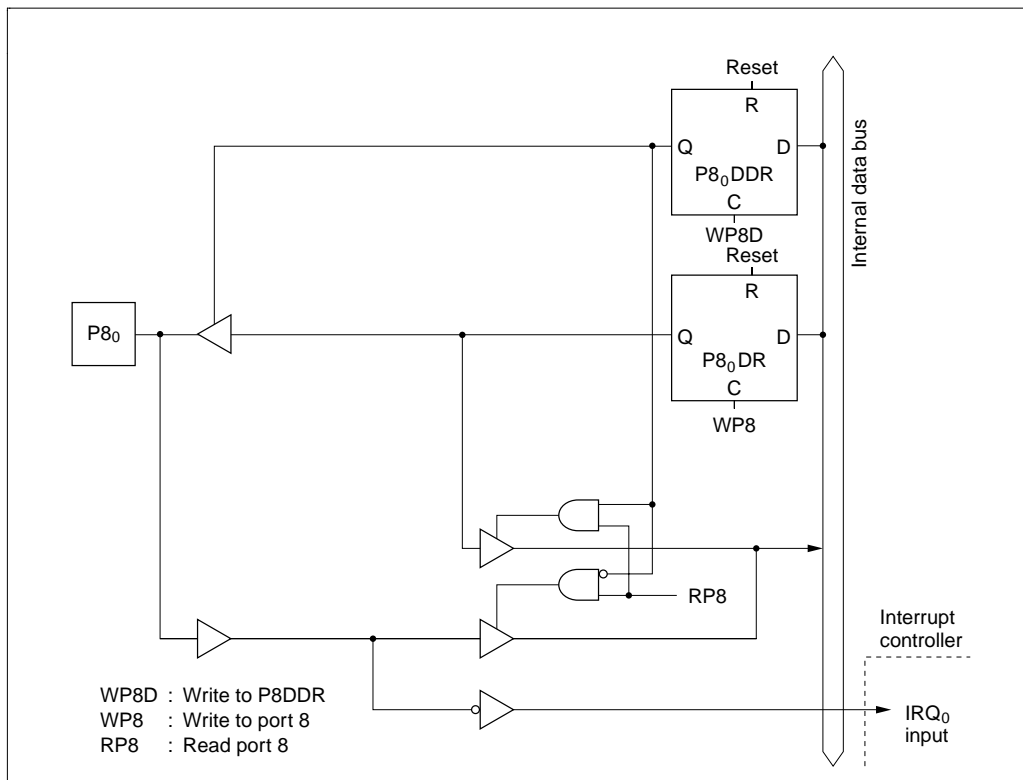 Reset
R
Q D
P8₀DDR
C
WP8D
Internal data bus
Reset
R
P8₀
Q D
P8₀DR
C
WP8
RP8
Interrupt
controller
WP8D : Write to P8DDR
WP8 : Write to port 8
RP8 : Read port 8
IRQ₀
input